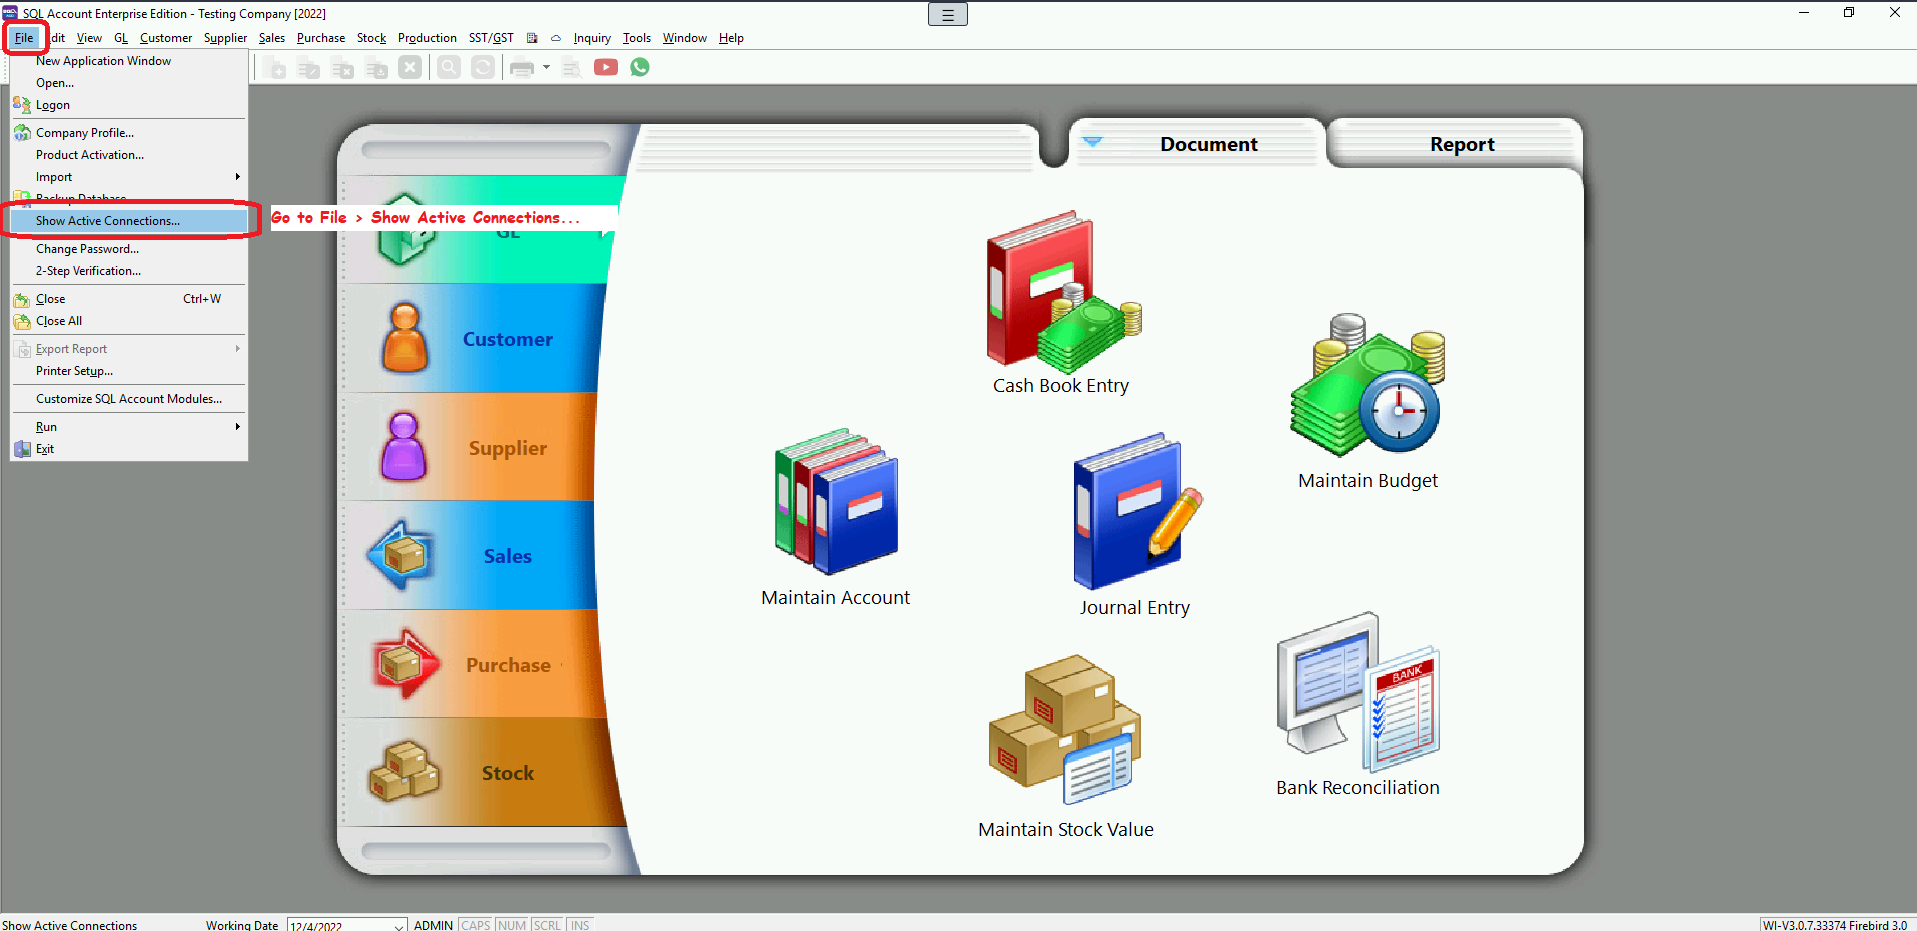 SQL Account Enterprise Edition - Testing Company [2022]
File Edit View GL Customer Supplier Sales Purchase Stock Production SST/GST Inquiry Tools Window Help
New Application Window
Open...
Logon
Company Profile...
Product Activation...
Import
Backup Database
Show Active Connections...
Go to File > Show Active Connections...
Change Password...
2-Step Verification...
Close Ctrl+W
Close All
Export Report
Printer Setup...
Customize SQL Account Modules...
Run
Exit
Document
Report
GL
Customer
Supplier
Sales
Purchase
Stock
Cash Book Entry
Maintain Budget
Maintain Account
Journal Entry
BANK
Bank Reconciliation
Maintain Stock Value
Show Active Connections Working Date 12/4/2022 ADMIN CAPS NUM SCRL INS WI-V3.0.7.33374 Firebird 3.0